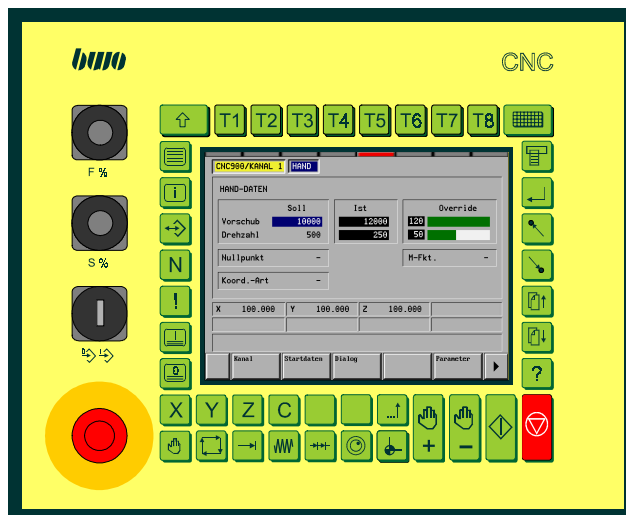 bwo CNC
T1 T2 T3 T4 T5 T6 T7 T8
F %
S %
i
N
!
I
0
?
CNC900/KANAL 1 HAND
HAND-DATEN
Soll Ist Override
Vorschub 10000 12000 120
Drehzahl 500 250 50
Nullpunkt - M-Fkt. -
Koord.-Art -
X 100.000 Y 100.000 Z 100.000
Kanal Startdaten Dialog Parameter
X Y Z C ...
+ -